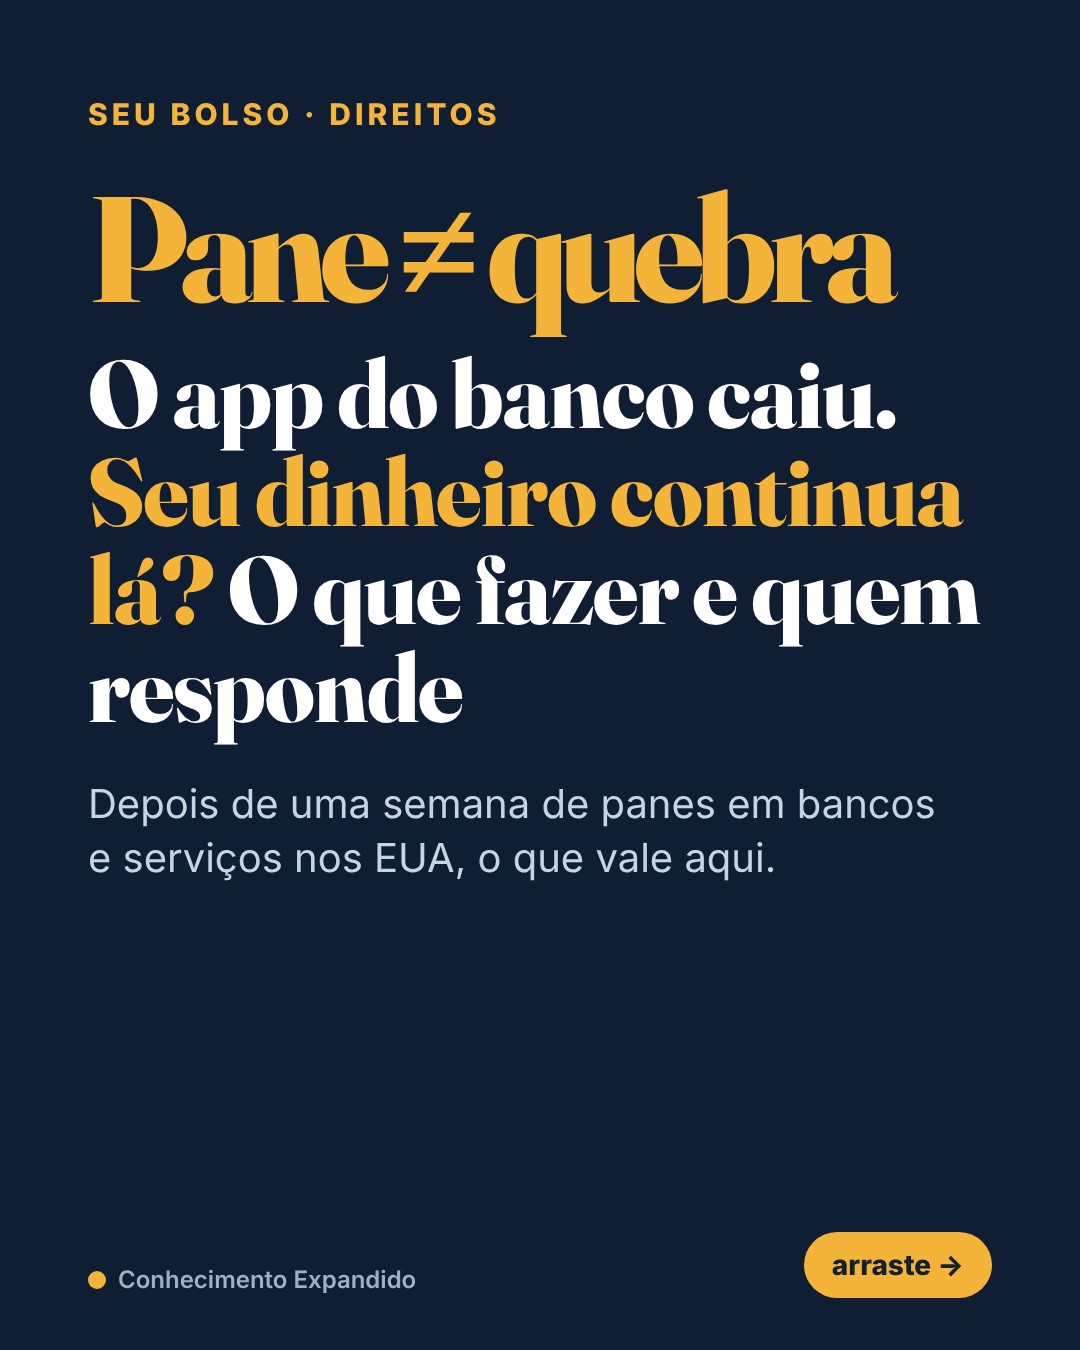 SEU BOLSO · DIREITOS
Pane ≠ quebra
O app do banco caiu.
Seu dinheiro continua
lá? O que fazer e quem
responde
Depois de uma semana de panes em bancos
e serviços nos EUA, o que vale aqui.
Conhecimento Expandido
arraste →